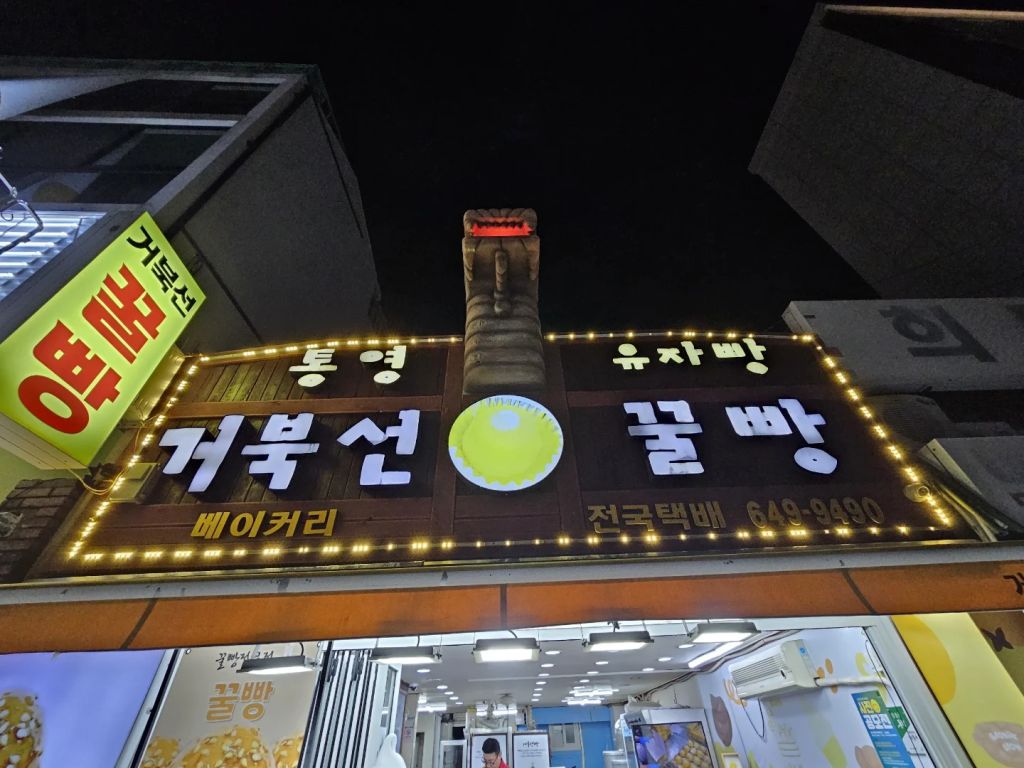 거북선
꿀빵
통영
유자빵
거북선
꿀빵
베이커리
전국택배 649-9490
희
꿀빵